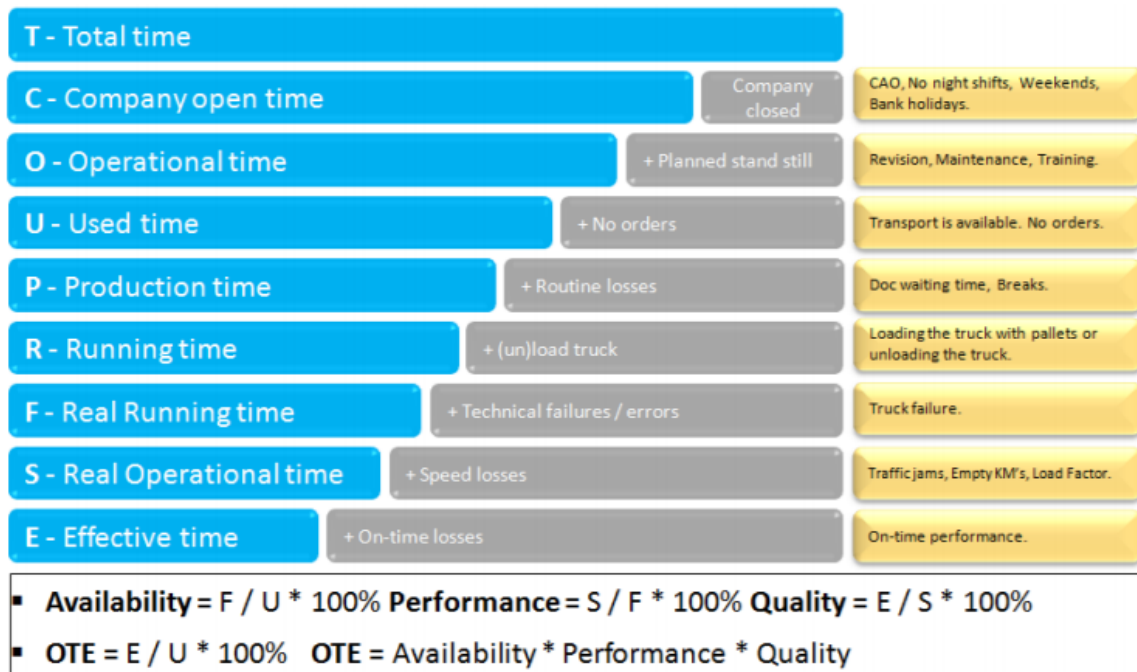 T - Total time
C - Company open time
Company
closed
CAO, No night shifts, Weekends,
Bank holidays.
O - Operational time
+ Planned stand still
Revision, Maintenance, Training.
U - Used time
+ No orders
Transport is available. No orders.
P - Production time
+ Routine losses
Doc waiting time, Breaks.
R - Running time
+ (un)load truck
Loading the truck with pallets or
unloading the truck.
F - Real Running time
+ Technical failures / errors
Truck failure.
S - Real Operational time
+ Speed losses
Traffic jams, Empty KM's, Load Factor.
E - Effective time
+ On-time losses
On-time performance.
▪ Availability = F / U * 100% Performance = S / F * 100% Quality = E / S * 100%
▪ OTE = E / U * 100% OTE = Availability * Performance * Quality